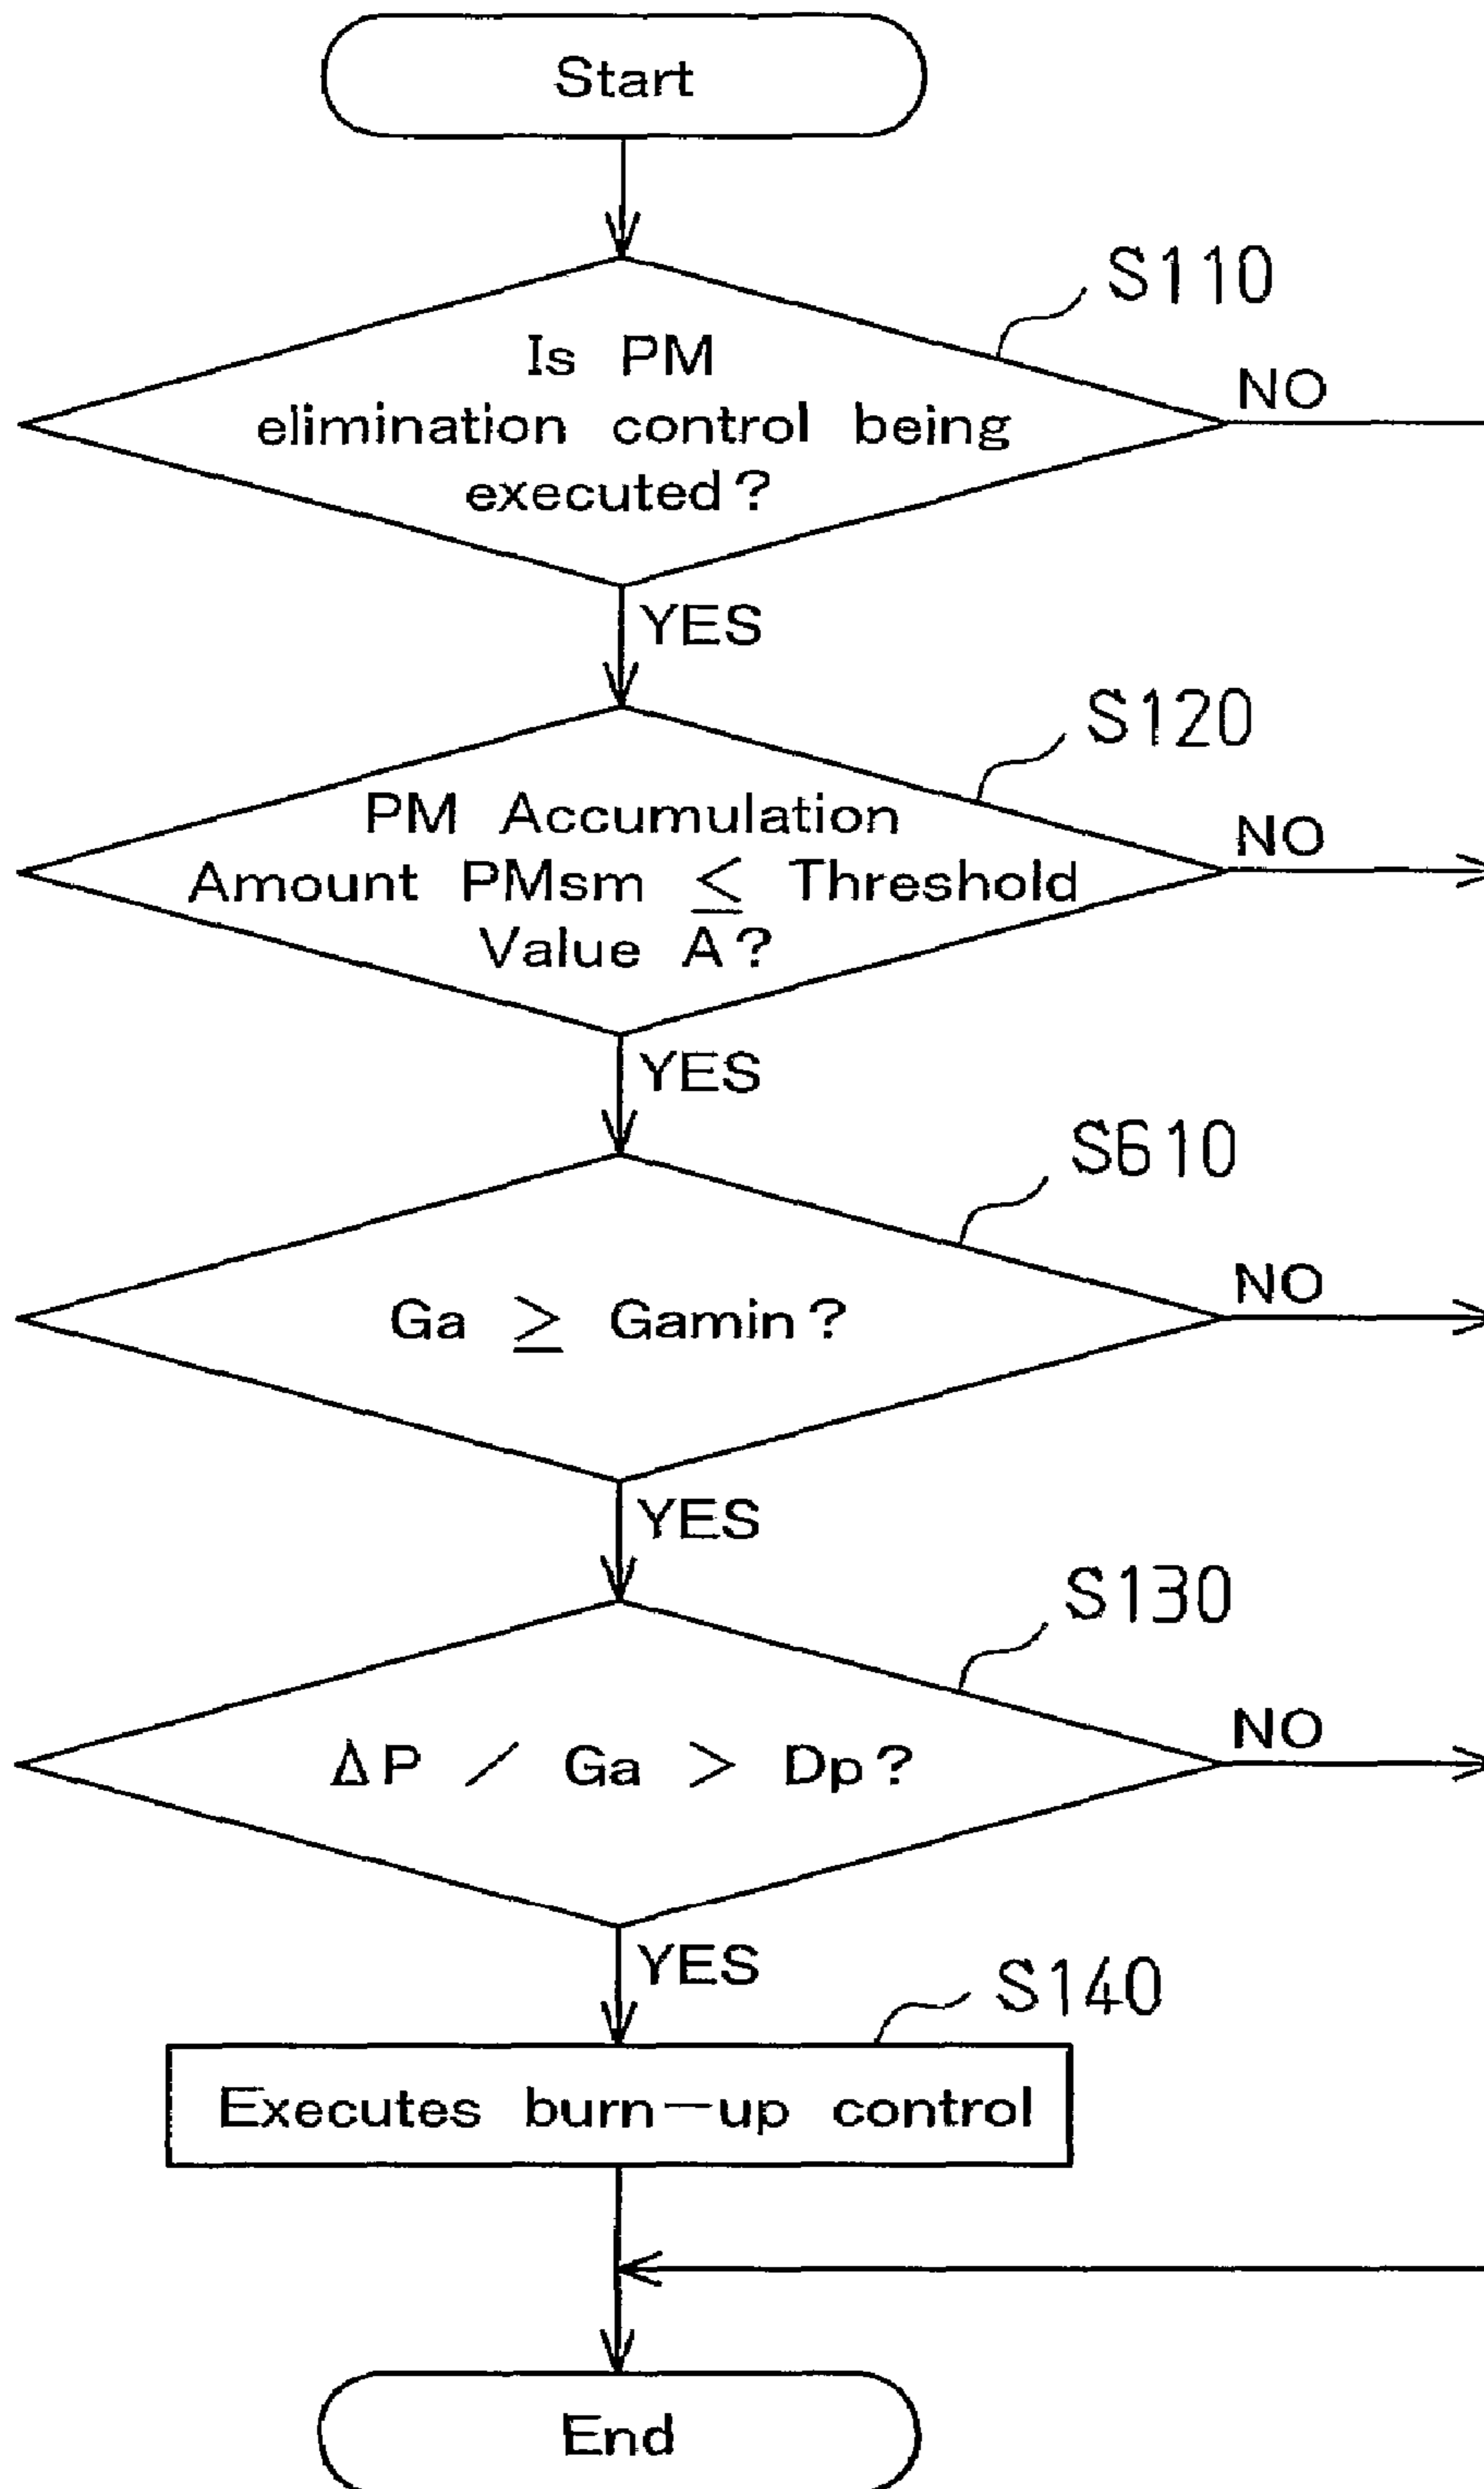 Start
S110
Is PM
elimination control being
executed?
NO
YES
S120
PM Accumulation
Amount PMsm ≤ Threshold
Value A?
NO
YES
S610
Ga ≥ Gamin?
NO
YES
S130
ΔP / Ga > Dp?
NO
YES
S140
Executes burn-up control
End